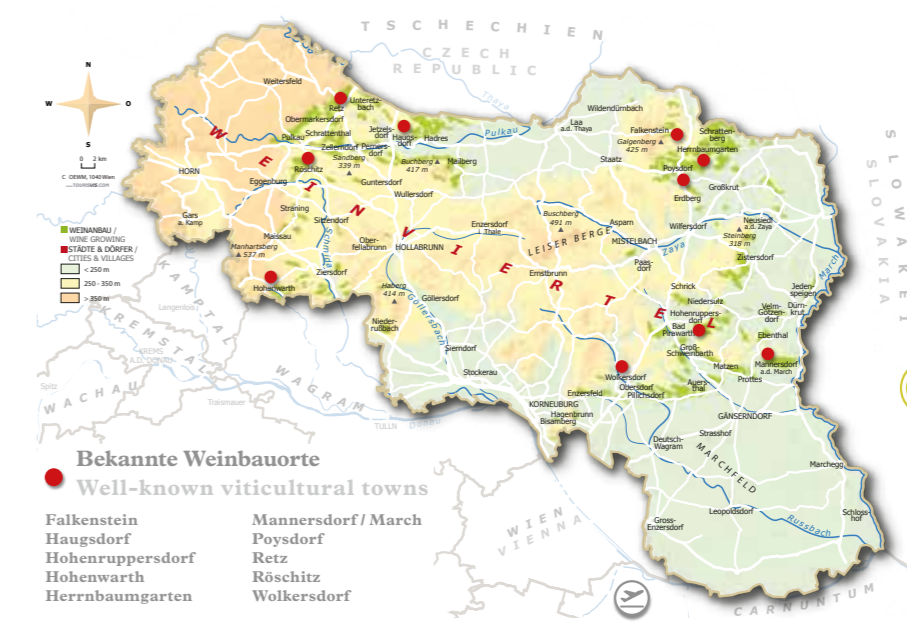 TSCHECHIEN
CZECH
REPUBLIC
Thaya
N
W
O
S
0 2 km
C OEWM, 1040 Wien
WEINANBAU /
WINE GROWING
STÄDTE & DÖRFER /
CITIES & VILLAGES
< 250 m
250 - 350 m
> 350 m
WEINVIERTEL
Weitersfeld
Retz
Unteretz-
bach
Obermarkersdorf
Pulkau
Schrattenthal
Zellerndorf
Jetzels-
dorf
Perners-
dorf
Haugs-
dorf
Hadres
Pulkau
Sandberg
339 m
Buchberg
417 m
Mailberg
HORN
Röschitz
Eggenburg
Guntersdorf
Wullersdorf
Straning
Sitzendorf
Gars
a. Kamp
Maissau
Manhartsberg
537 m
Schmida
Ober-
fellabrunn
HOLLABRUNN
Ziersdorf
Hohenwarth
Haberg
414 m
Göllersdorf
Göllersbach
Nieder-
rußbach
Sierndorf
Stockerau
Enzersdorf
i. Thale
Buschberg
491 m
LEISER BERGE
Ernstbrunn
Asparn
MISTELBACH
Paas-
dorf
Wildendürnbach
Laa
a.d. Thaya
Staatz
Falkenstein
Galgenberg
425 m
Schratten-
berg
Herrnbaumgarten
Poysdorf
Erdberg
Großkrut
Wilfersdorf
Zaya
Neusiedl
a.d. Zaya
Steinberg
318 m
Zistersdorf
March
Schrick
Niedersulz
Hohenruppers-
dorf
Bad
Pirawarth
Groß-
Schweinbarth
Velm-
Götzen-
dorf
Jeden-
speigen
Dürn-
krut
Ebenthal
Mannersdorf
a.d. March
Matzen
Prottes
Auers-
thal
Wolkersdorf
Obersdorf
Pillichsdorf
Enzersfeld
KORNEUBURG
Hagenbrunn
Bisamberg
GÄNSERNDORF
Strasshof
Deutsch-
Wagram
MARCHFELD
Marchegg
Leopoldsdorf
Gross-
Enzersdorf
Russbach
Schloss-
hof
SLOWAKEI
SLOVAKIA
KAMPTAL
Langenlois
KREMSTAL
KREMS
A.D. DONAU
Spitz
WACHAU
Traismauer
WAGRAM
TULLN
Donau
WIEN
VIENNA
CARNUNTUM
Bekannte Weinbauorte
Well-known viticultural towns
Falkenstein
Haugsdorf
Hohenruppersdorf
Hohenwarth
Herrnbaumgarten
Mannersdorf / March
Poysdorf
Retz
Röschitz
Wolkersdorf